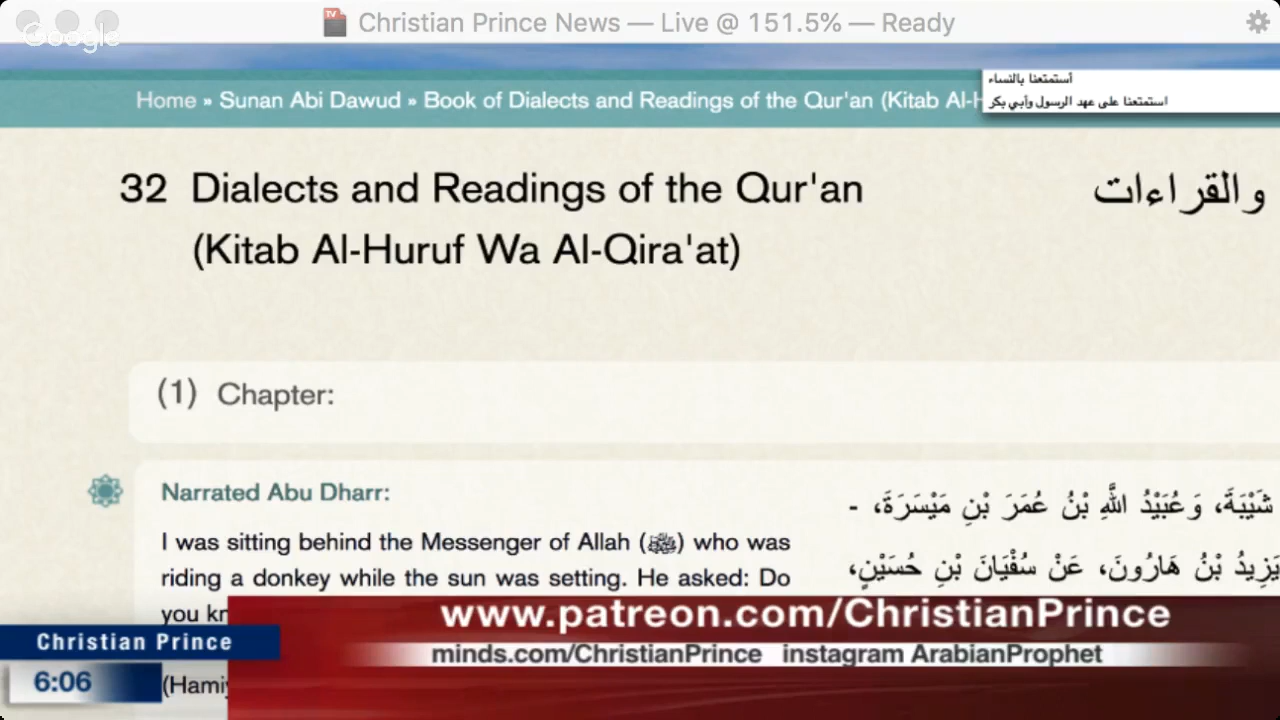 Christian Prince News — Live @ 151.5% — Ready
Google
أستمتعنا بالنساء
استمتعنا على عهد الرسول وأبي بكر
Home » Sunan Abi Dawud » Book of Dialects and Readings of the Qur'an (Kitab Al-H
32 Dialects and Readings of the Qur'an
(Kitab Al-Huruf Wa Al-Qira'at)
والقراءات
(1) Chapter:
Narrated Abu Dharr:
I was sitting behind the Messenger of Allah (ﷺ) who was
riding a donkey while the sun was setting. He asked: Do
you kn
(Hamiy
شَيْبَةَ، وَعُبَيْدُ اللَّهِ بْنُ عُمَرَ بْنِ مَيْسَرَةَ، -
يَزِيدُ بْنُ هَارُونَ، عَنْ سُفْيَانَ بْنِ حُسَيْنٍ،
www.patreon.com/ChristianPrince
minds.com/ChristianPrince instagram ArabianProphet
Christian Prince
6:06